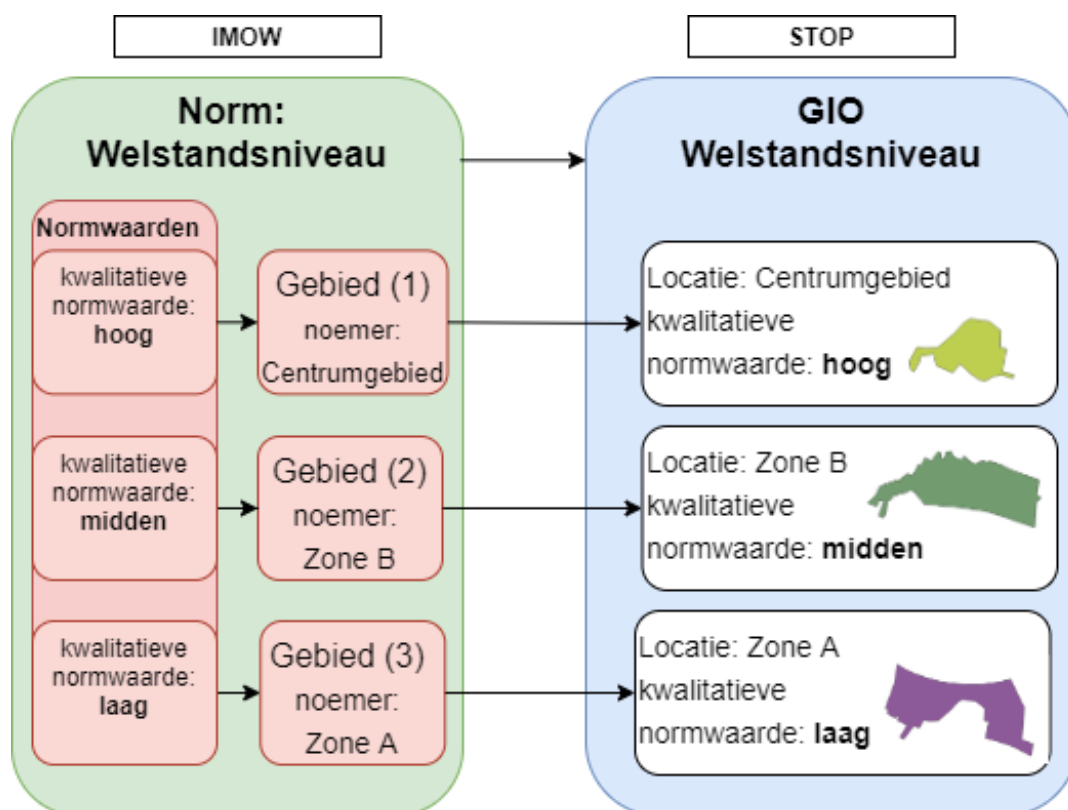 IMOW
STOP
Norm:
Welstandsniveau
GIO
Welstandsniveau
Normwaarden
kwalitatieve
normwaarde:
hoog
Gebied (1)
noemer:
Centrumgebied
Locatie: Centrumgebied
kwalitatieve
normwaarde: hoog
kwalitatieve
normwaarde:
midden
Gebied (2)
noemer:
Zone B
Locatie: Zone B
kwalitatieve
normwaarde: midden
kwalitatieve
normwaarde:
laag
Gebied (3)
noemer:
Zone A
Locatie: Zone A
kwalitatieve
normwaarde: laag